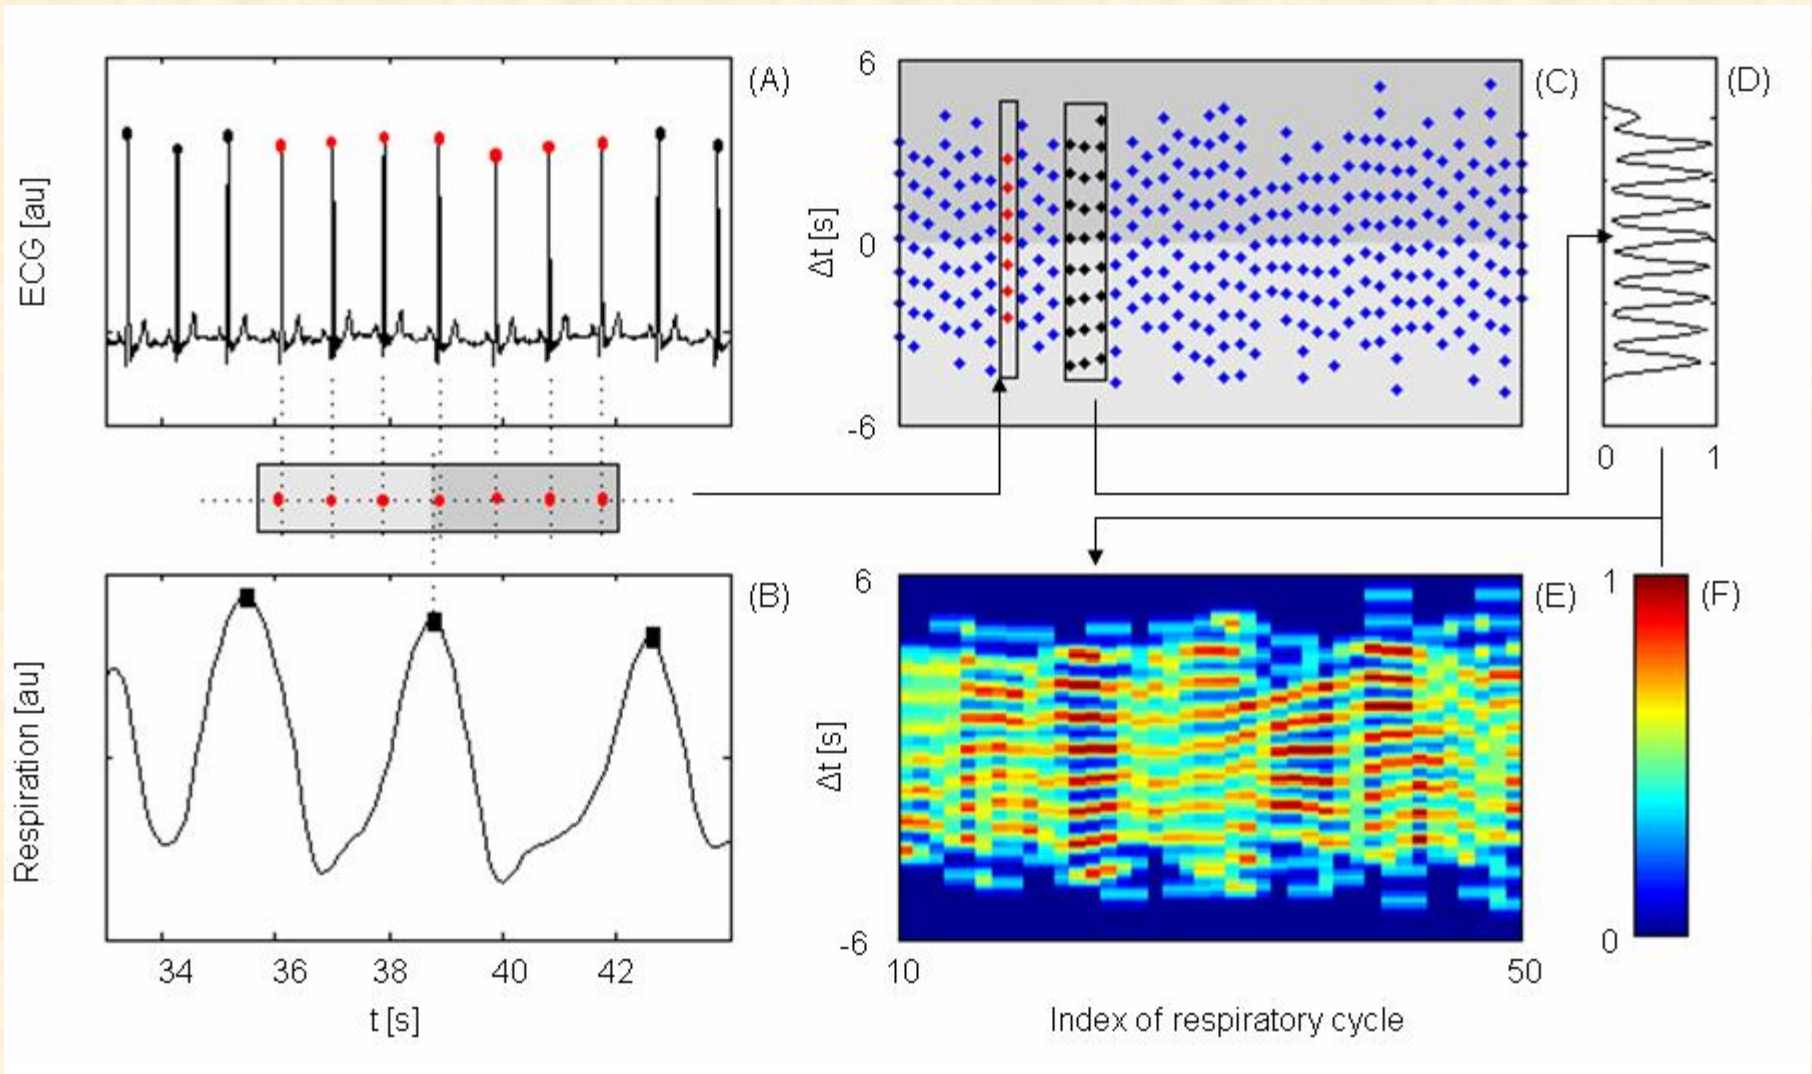 (A)
ECG [au]
(B)
Respiration [au]
34 36 38 40 42
t [s]
6
0
-6
Δt [s]
(C)
(D)
0 1
6
-6
Δt [s]
(E)
10 50
Index of respiratory cycle
1
0
(F)